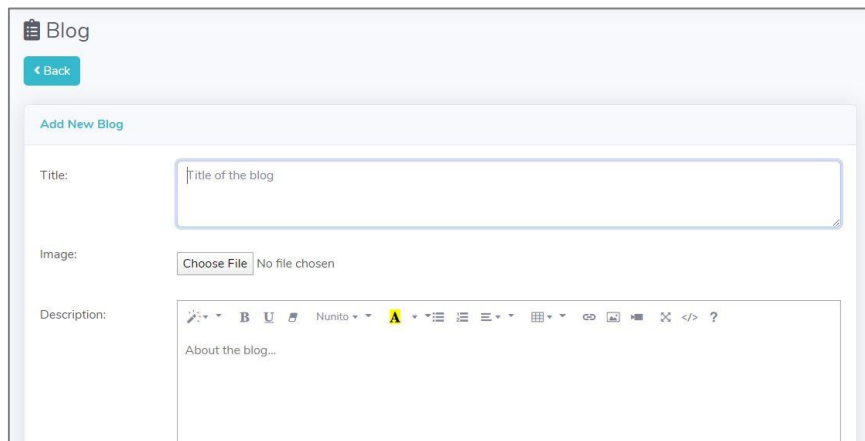 Blog
Back
Add New Blog
Title:
Title of the blog
Image:
Choose File No file chosen
Description:
B U Nunito A </> ?
About the blog...